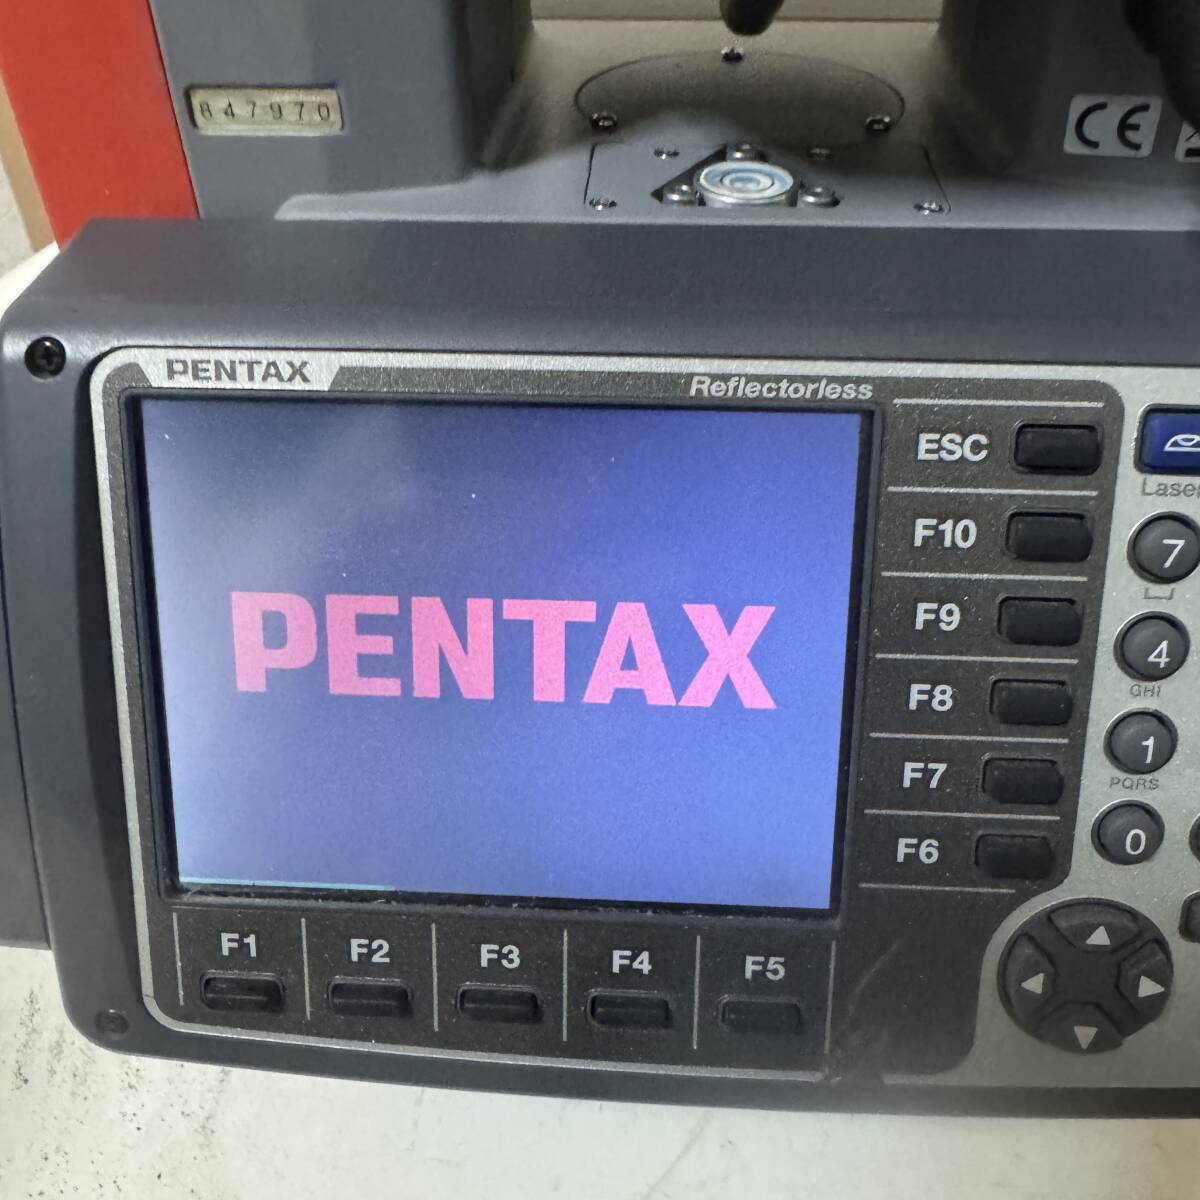 847970
CE
PENTAX
Reflectorless
PENTAX
ESC
F10
F9
F8
F7
F6
Laser
7
4
GHI
1
PQRS
0
F1
F2
F3
F4
F5